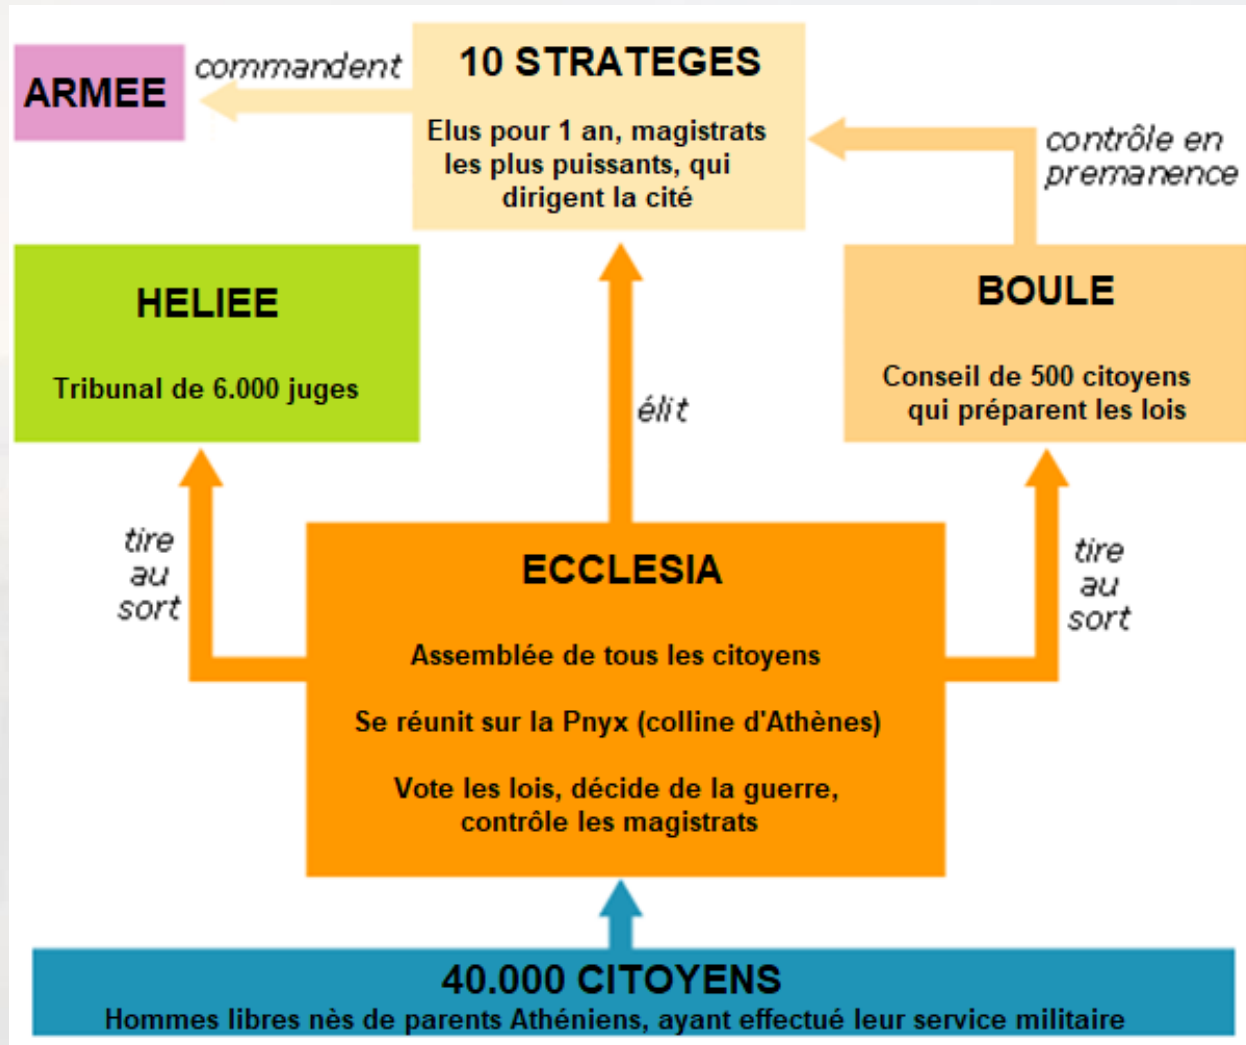 ARMEE
commandent
10 STRATEGES
Elus pour 1 an, magistrats
les plus puissants, qui
dirigent la cité
contrôle en
premanence
HELIEE
Tribunal de 6.000 juges
BOULE
Conseil de 500 citoyens
qui préparent les lois
élit
tire
au
sort
ECCLESIA
Assemblée de tous les citoyens
Se réunit sur la Pnyx (colline d'Athènes)
Vote les lois, décide de la guerre,
contrôle les magistrats
tire
au
sort
40.000 CITOYENS
Hommes libres nès de parents Athéniens, ayant effectué leur service militaire